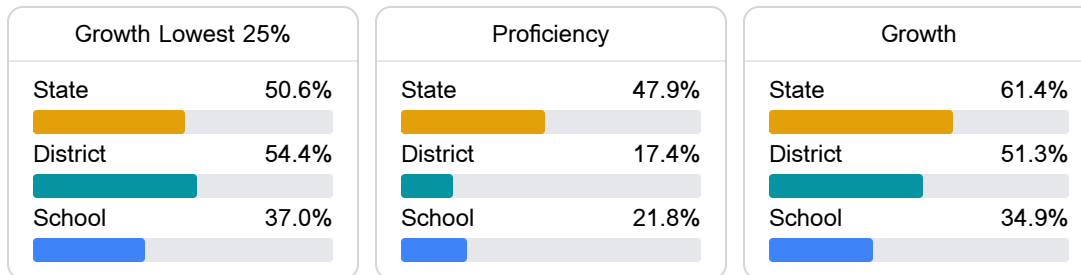 Growth Lowest 25%
State 50.6%
District 54.4%
School 37.0%
Proficiency
State 47.9%
District 17.4%
School 21.8%
Growth
State 61.4%
District 51.3%
School 34.9%